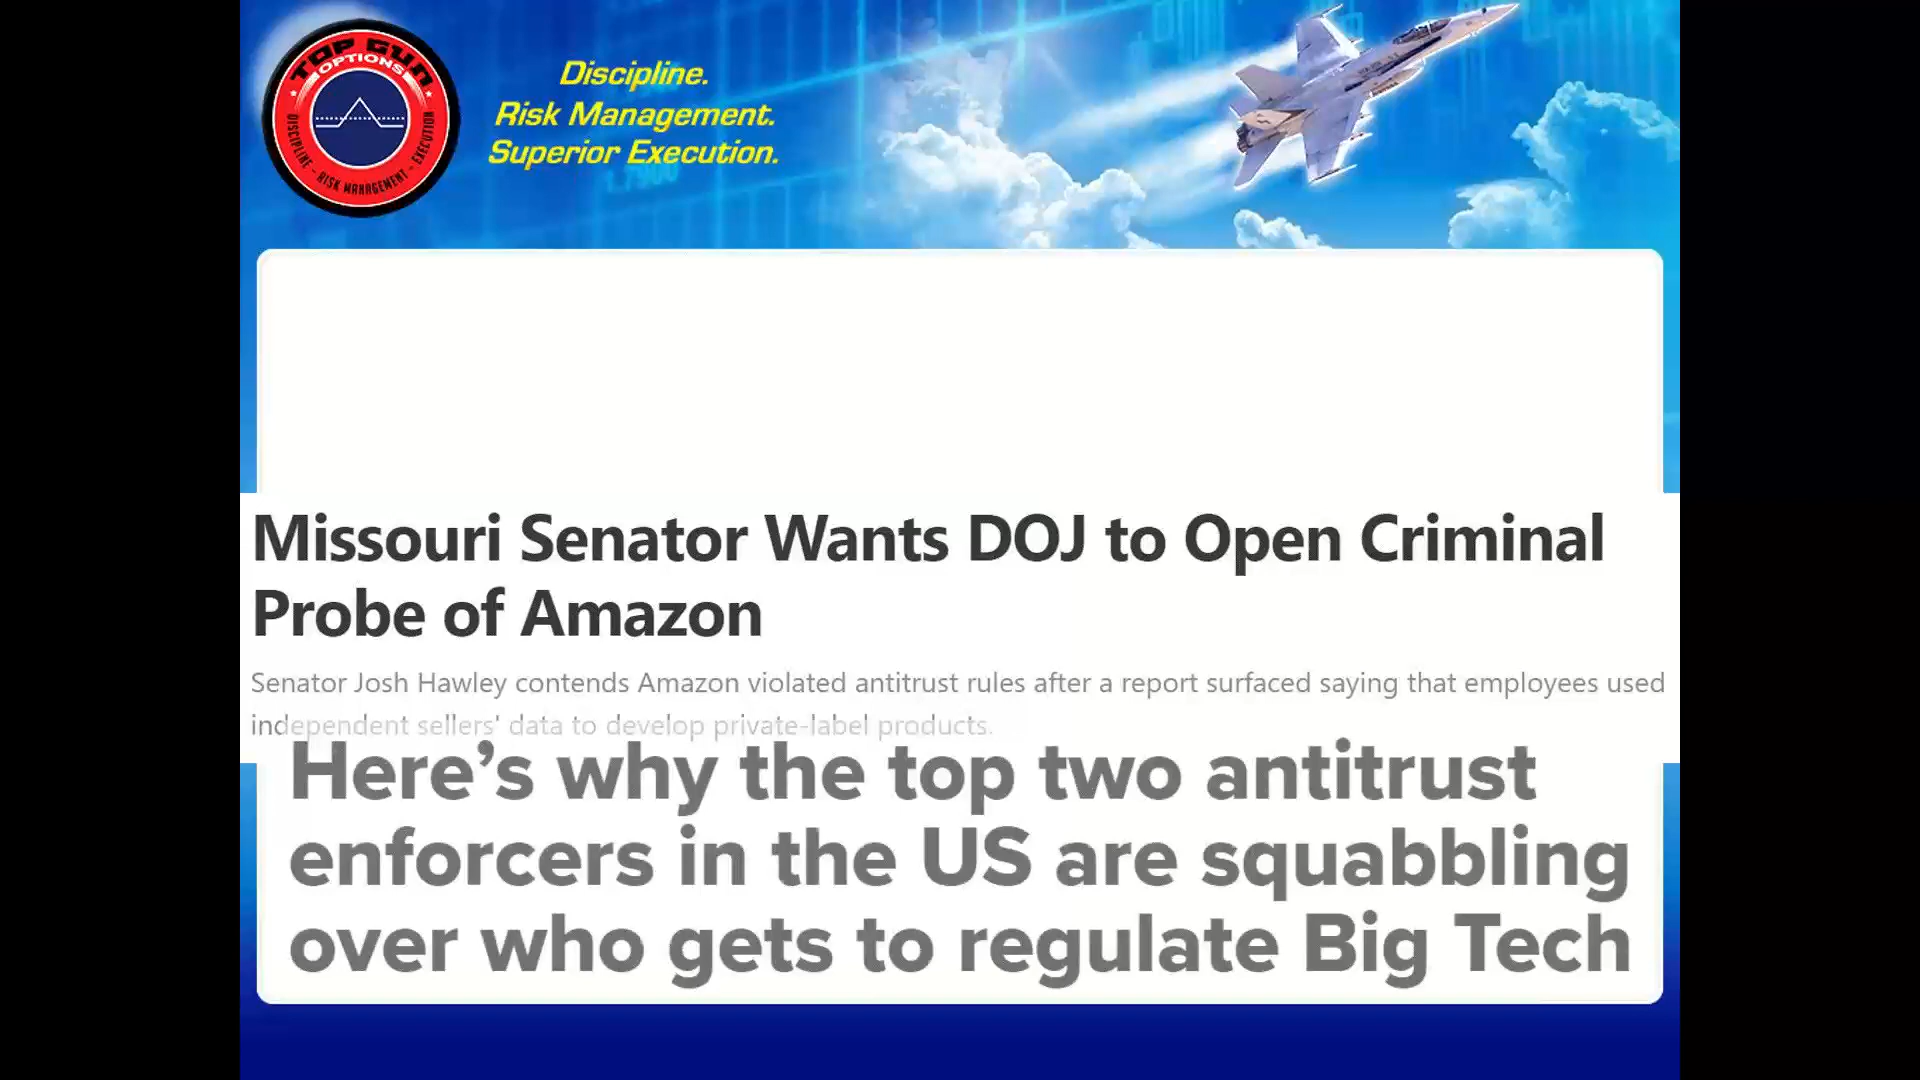 TOP GUN
OPTIONS
DISCIPLINE - RISK MANAGEMENT - EXECUTION
Discipline.
Risk Management.
Superior Execution.
Missouri Senator Wants DOJ to Open Criminal
Probe of Amazon
Senator Josh Hawley contends Amazon violated antitrust rules after a report surfaced saying that employees used
independent sellers' data to develop private-label products.
Here’s why the top two antitrust
enforcers in the US are squabbling
over who gets to regulate Big Tech